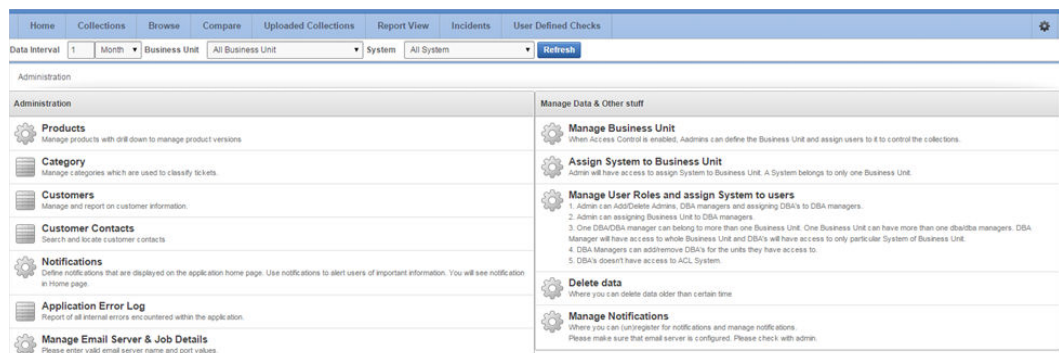 Home Collections Browse Compare Uploaded Collections Report View Incidents User Defined Checks
Data Interval 1 Month Business Unit All Business Unit System All System Refresh
Administration
Administration
Products
Manage products with drill down to manage product versions
Category
Manage categories which are used to classify tickets.
Customers
Manage and report on customer information.
Customer Contacts
Search and locate customer contacts
Notifications
Define notifications that are displayed on the application home page. Use notifications to alert users of important information. You will see notification
in Home page.
Application Error Log
Report of all internal errors encountered within the application.
Manage Email Server & Job Details
Please enter valid email server name and port values.
Manage Data & Other stuff
Manage Business Unit
When Access Control is enabled, Aadmins can define the Business Unit and assign users to it to control the collections.
Assign System to Business Unit
Admin will have access to assign System to Business Unit. A System belongs to only one Business Unit.
Manage User Roles and assign System to users
1. Admin can Add/Delete Admins, DBA managers and assigning DBA's to DBA managers.
2. Admin can assigning Business Unit to DBA managers.
3. One DBA/DBA manager can belong to more than one Business Unit. One Business Unit can have more than one dba/dba managers. DBA
Manager will have access to whole Business Unit and DBA's will have access to only particular System of Business Unit.
4. DBA Managers can add/remove DBA's for the units they have access to.
5. DBA's doesn't have access to ACL System.
Delete data
Where you can delete data older than certain time
Manage Notifications
Where you can (un)register for notifications and manage notifications.
Please make sure that email server is configured. Please check with admin.